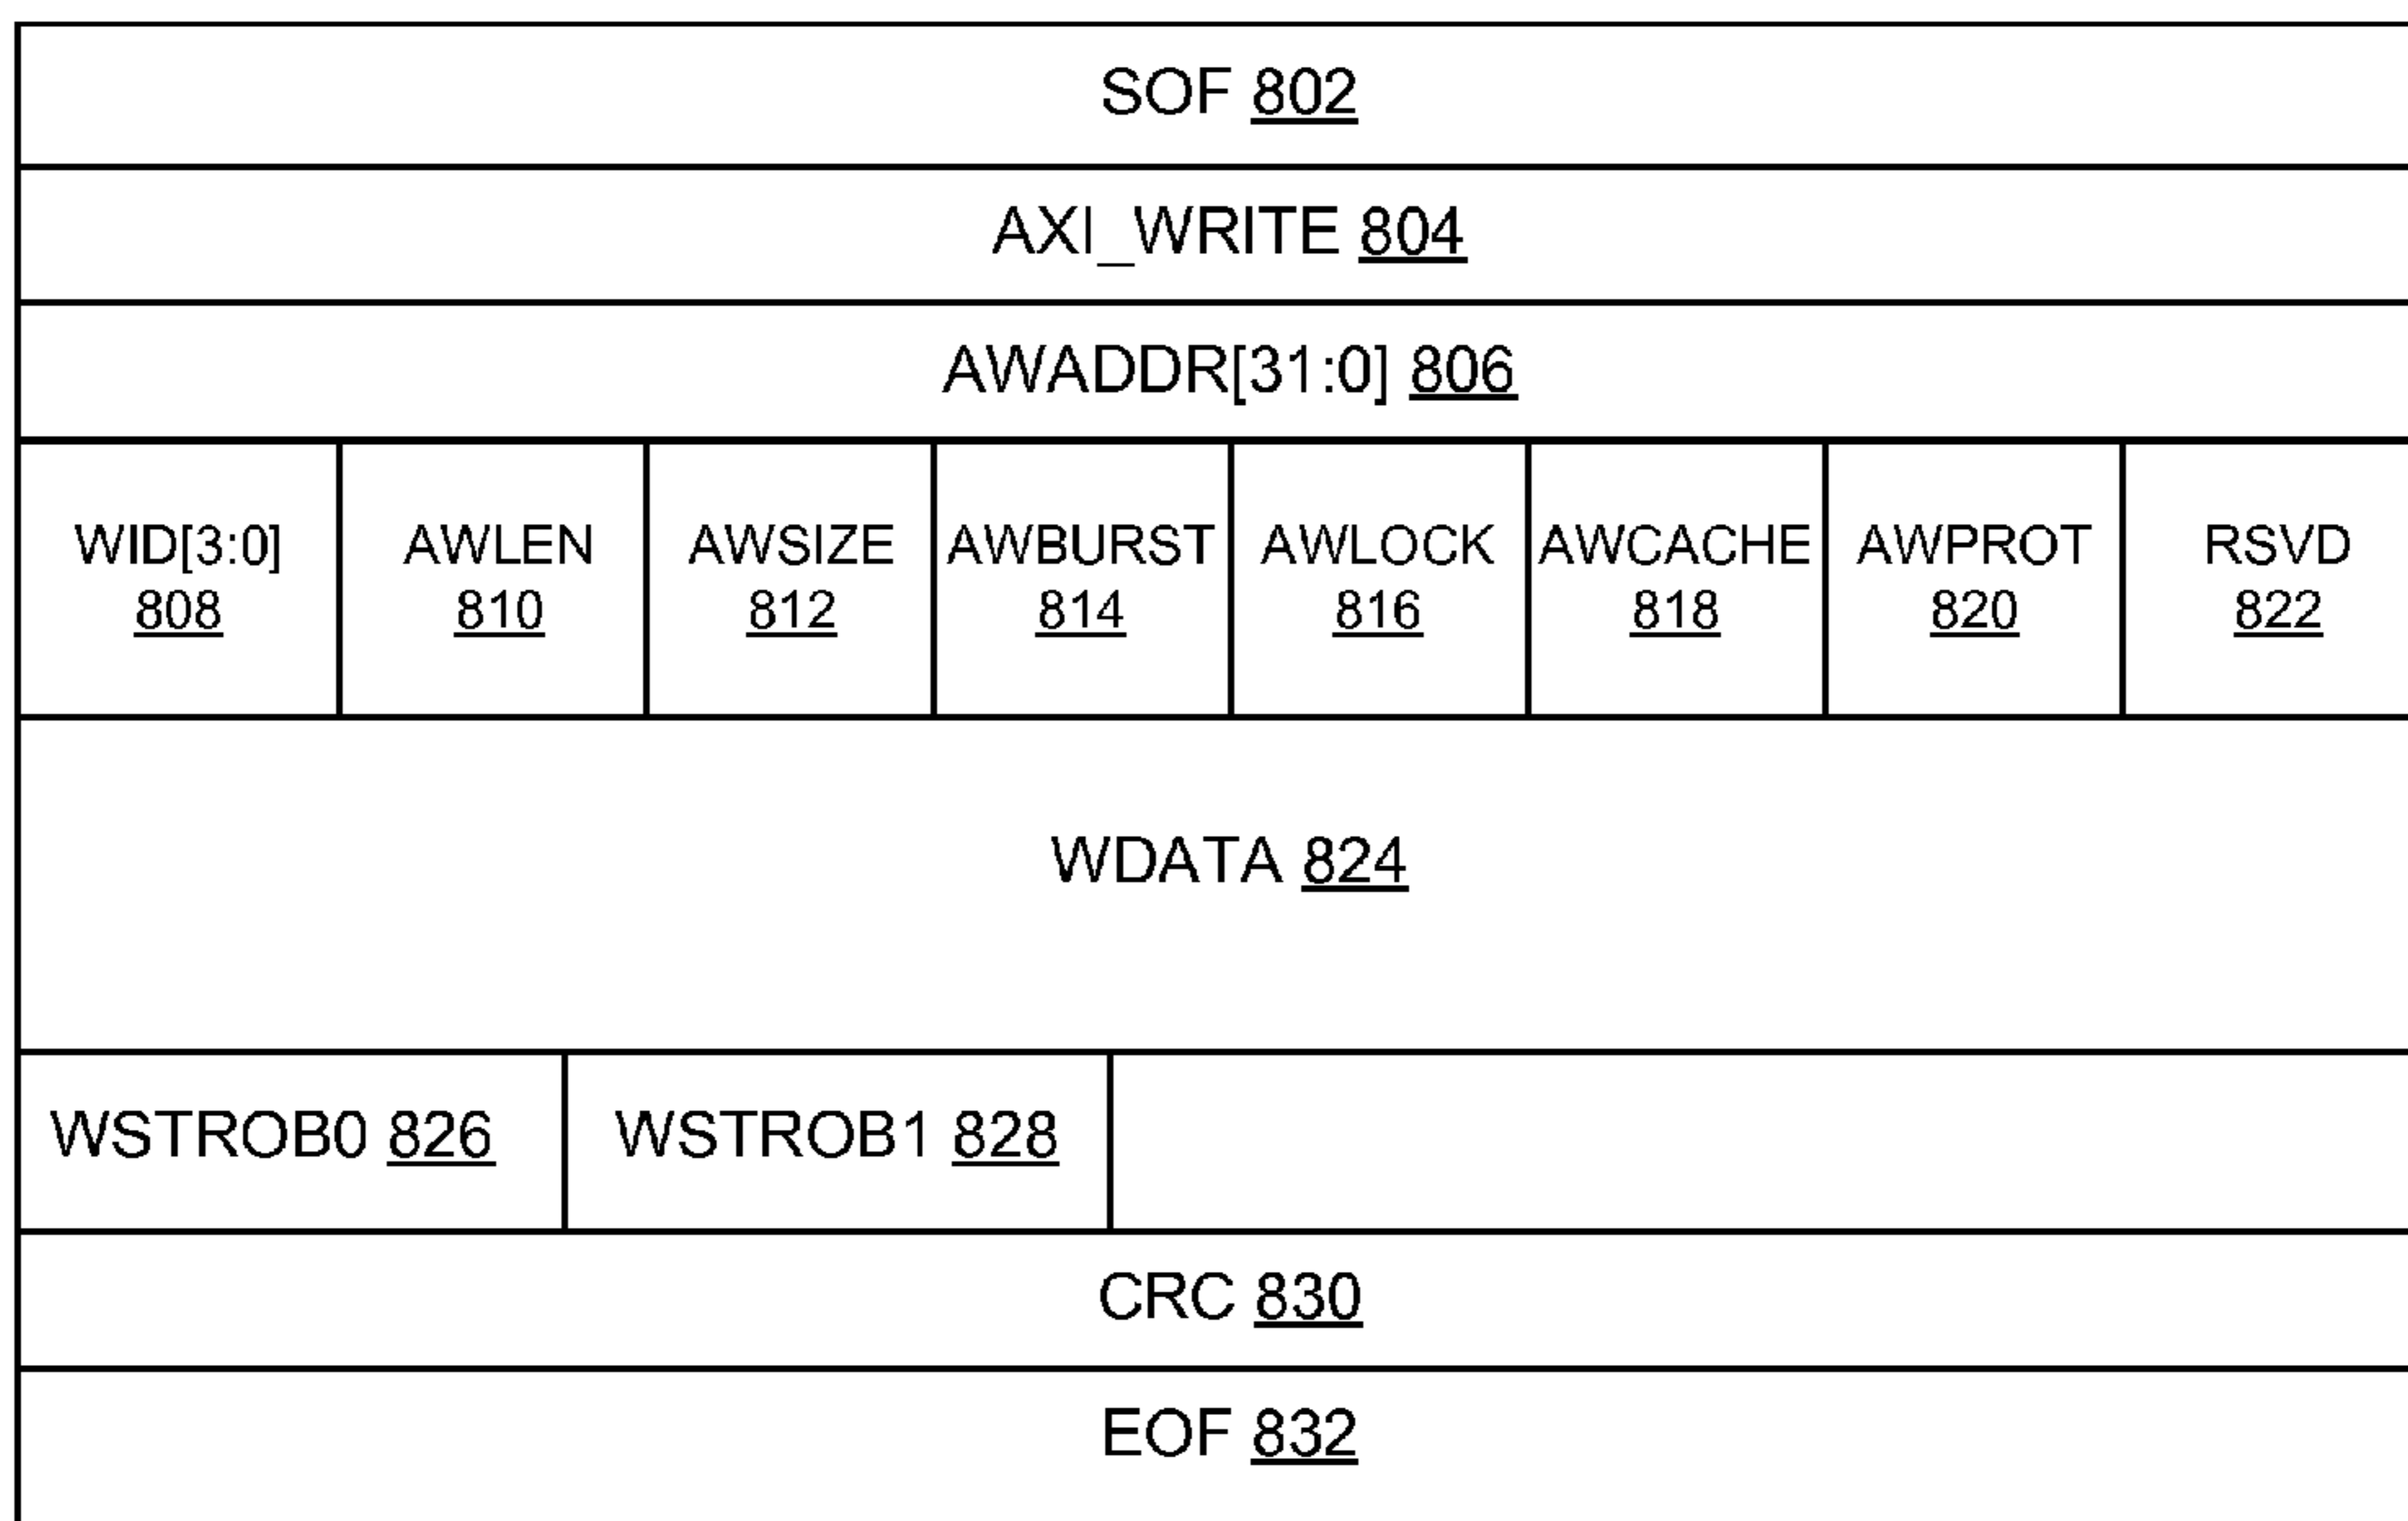 SOF 802
AXI_WRITE 804
AWADDR[31:0] 806
WID[3:0] AWLEN AWSIZE AWBURST AWLOCK AWCACHE AWPROT RSVD
808 810 812 814 816 818 820 822
WDATA 824
WSTROB0 826 WSTROB1 828
CRC 830
EOF 832